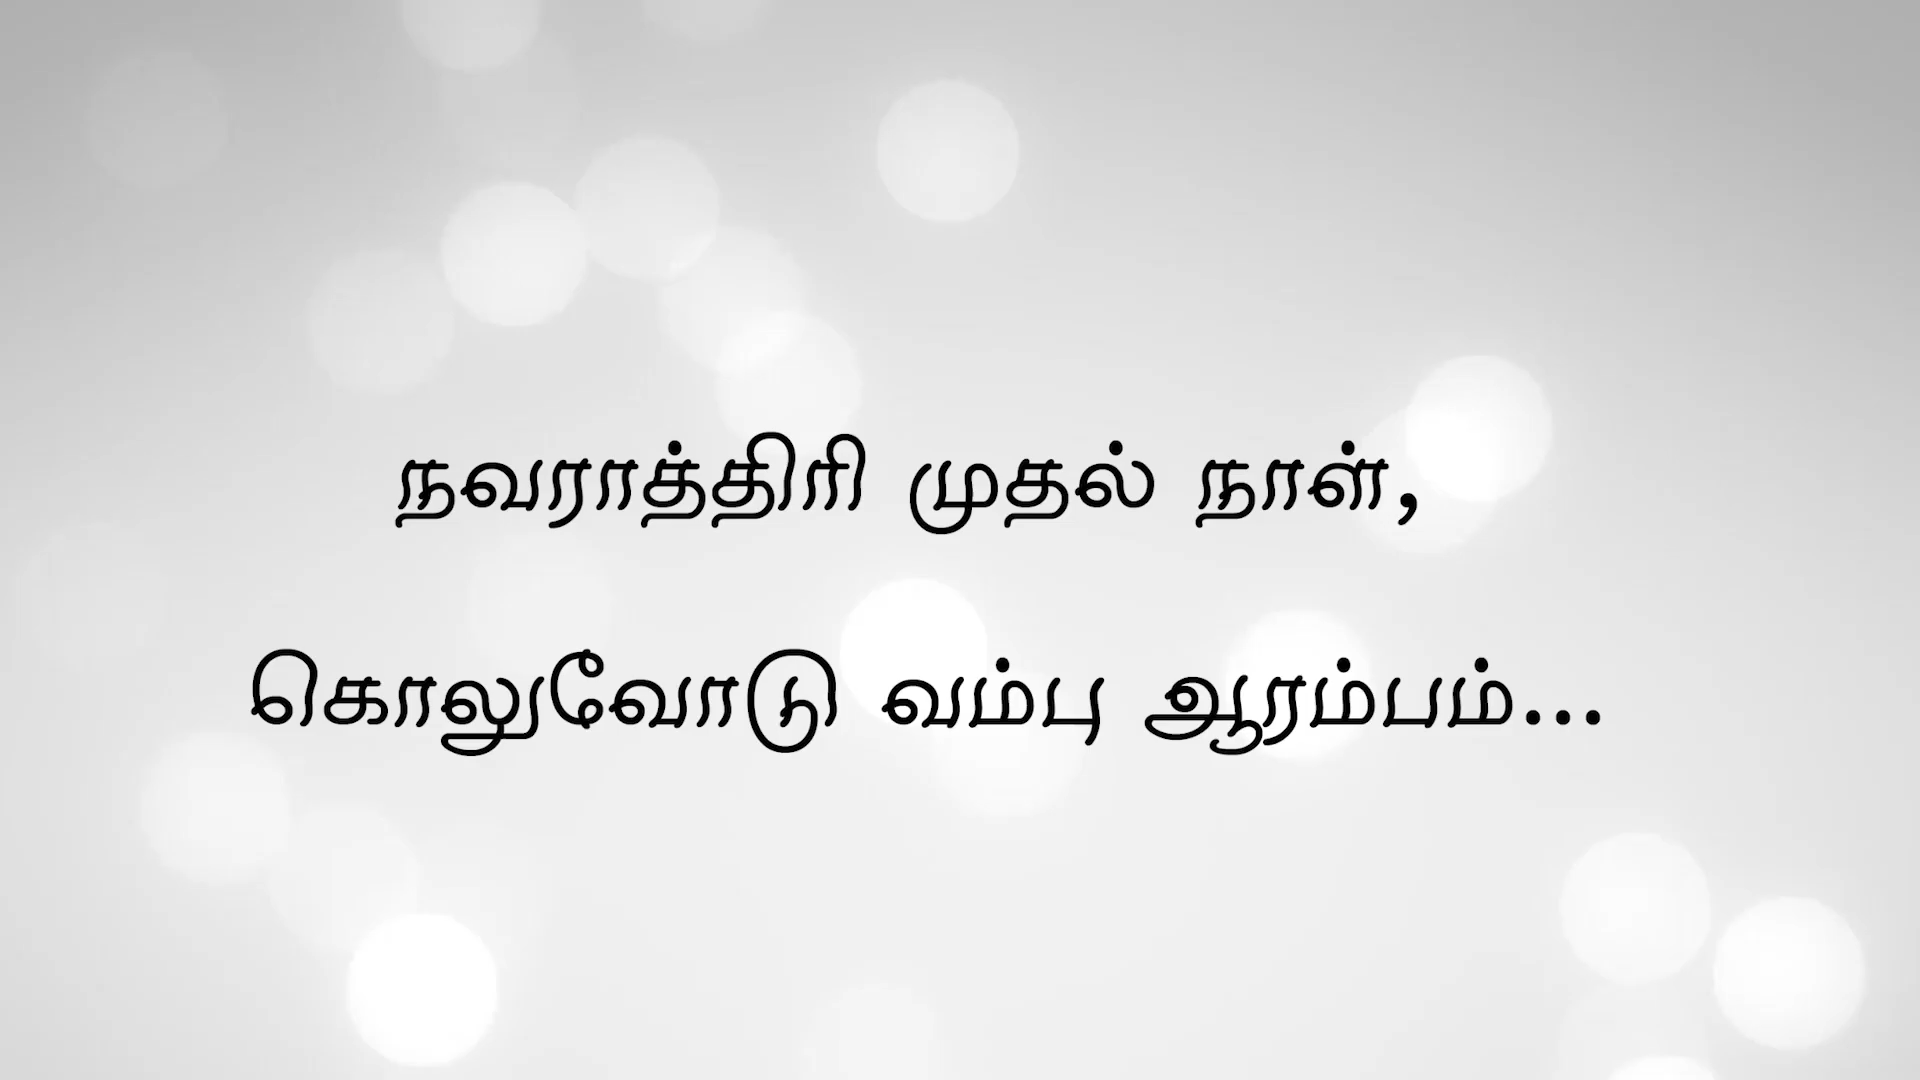 நவராத்திரி முதல் நாள்,
கொலுவோடு வம்பு ஆரம்பம்...